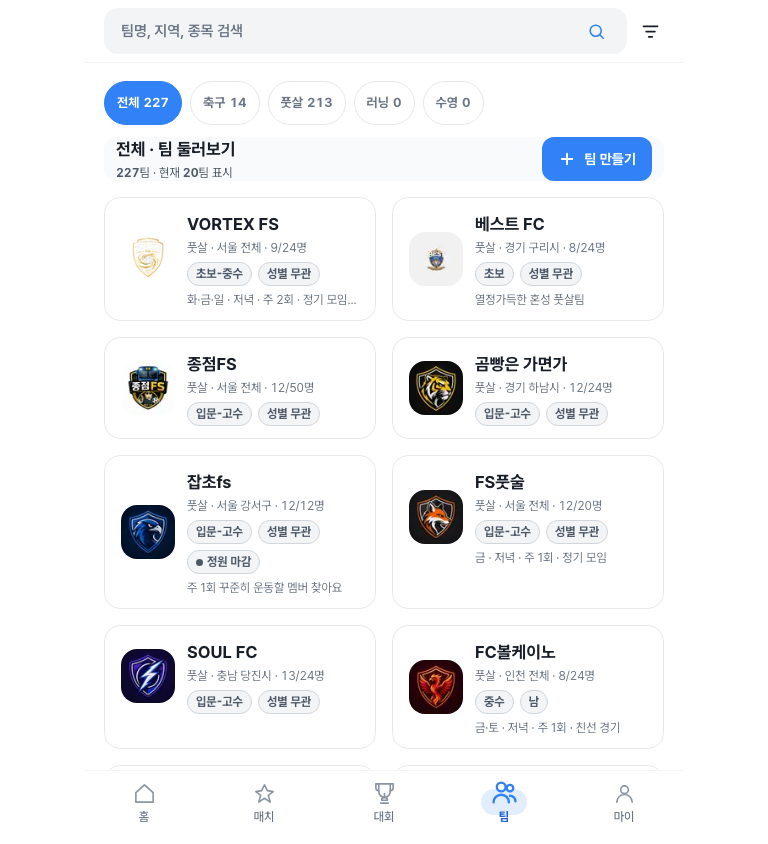 팀명, 지역, 종목 검색
전체 227
축구 14
풋살 213
러닝 0
수영 0
전체 · 팀 둘러보기
227팀 · 현재 20팀 표시
팀 만들기
VORTEX FS
풋살 · 서울 전체 · 9/24명
초보-중수
성별 무관
화·금·일 · 저녁 · 주 2회 · 정기 모임...
베스트 FC
풋살 · 경기 구리시 · 8/24명
초보
성별 무관
열정가득한 혼성 풋살팀
종점FS
종점FS
풋살 · 서울 전체 · 12/50명
입문-고수
성별 무관
곰빵은 가면가
풋살 · 경기 하남시 · 12/24명
입문-고수
성별 무관
잡초fs
풋살 · 서울 강서구 · 12/12명
입문-고수
성별 무관
정원 마감
주 1회 꾸준히 운동할 멤버 찾아요
FS풋술
풋살 · 서울 전체 · 12/20명
입문-고수
성별 무관
금 · 저녁 · 주 1회 · 정기 모임
SOUL FC
풋살 · 충남 당진시 · 13/24명
입문-고수
성별 무관
FC볼케이노
풋살 · 인천 전체 · 8/24명
중수
남
금·토 · 저녁 · 주 1회 · 친선 경기
홈
매치
대회
팀
마이